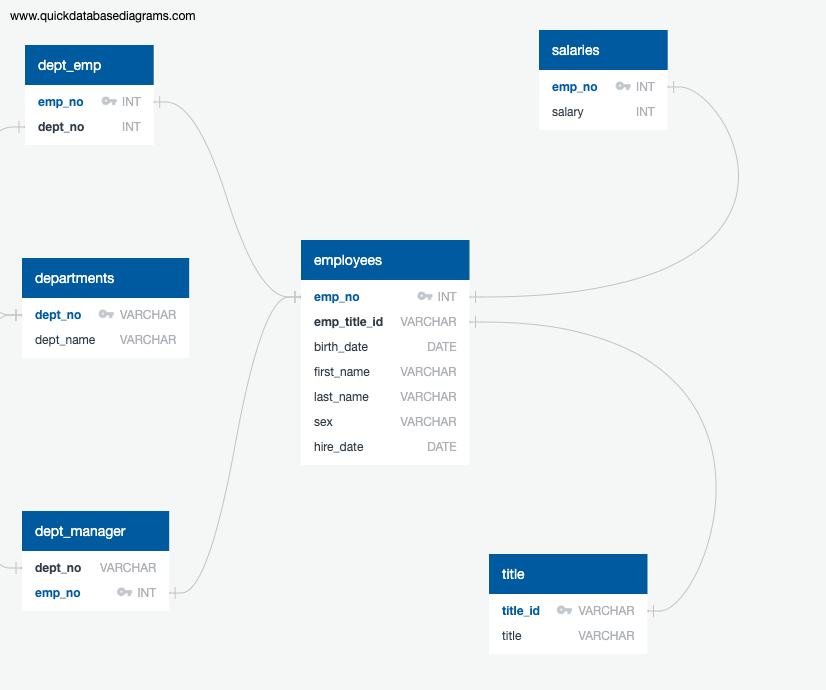 www.quickdatabasediagrams.com
dept_emp
emp_no INT
dept_no INT
salaries
emp_no INT
salary INT
employees
emp_no INT
emp_title_id VARCHAR
birth_date DATE
first_name VARCHAR
last_name VARCHAR
sex VARCHAR
hire_date DATE
departments
dept_no VARCHAR
dept_name VARCHAR
dept_manager
dept_no VARCHAR
emp_no INT
title
title_id VARCHAR
title VARCHAR